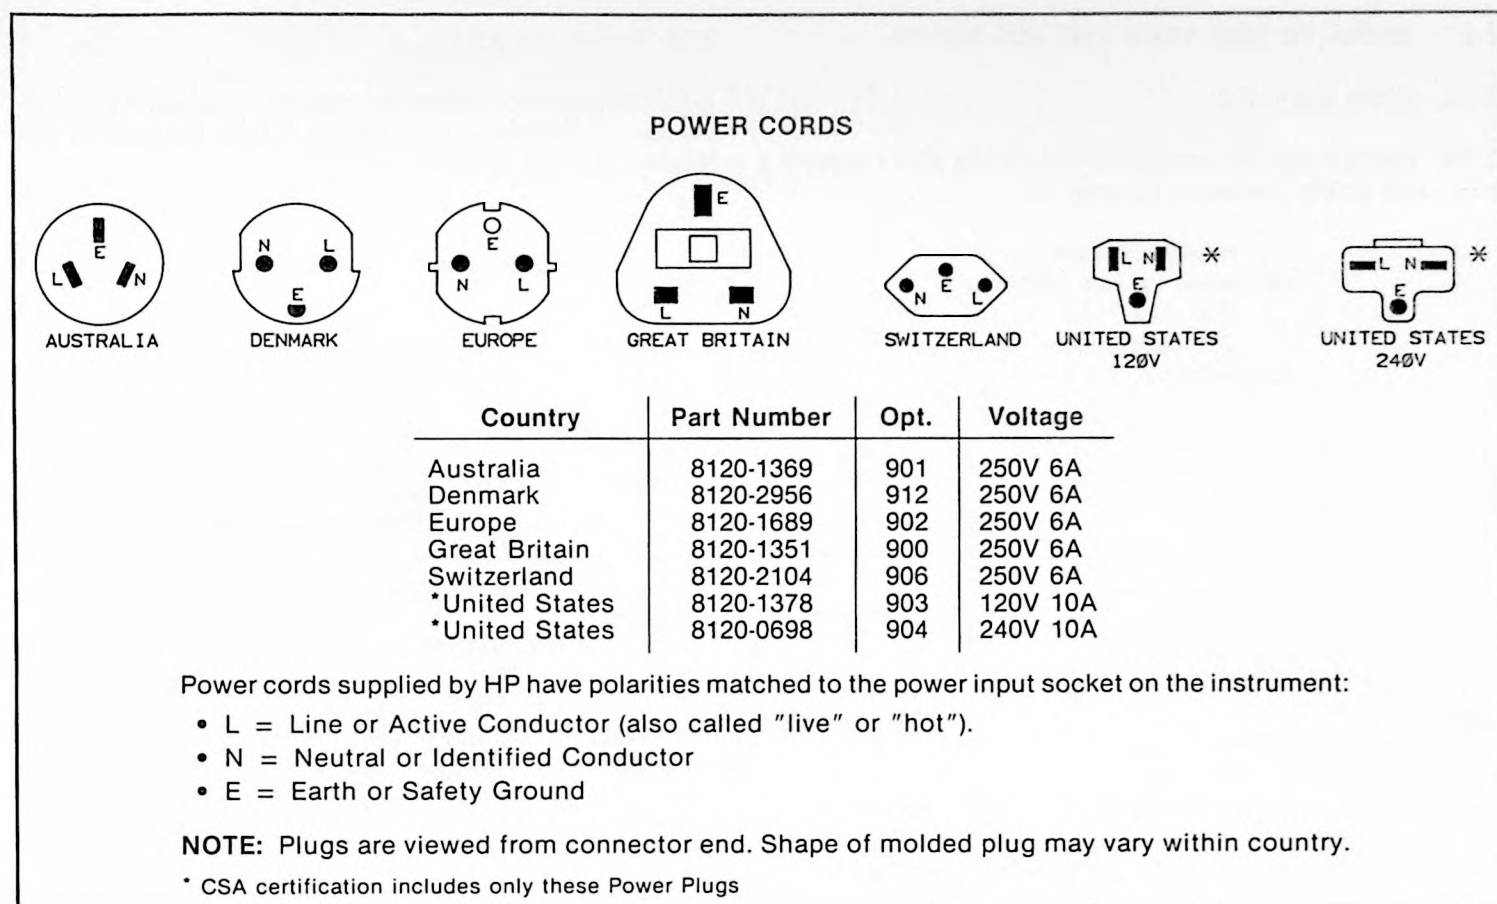 POWER CORDS
E
L N
AUSTRALIA
N L
E
DENMARK
E
N L
EUROPE
E
L N
GREAT BRITAIN
N E L
SWITZERLAND
L N *
E
UNITED STATES
120V
L N *
E
UNITED STATES
240V
Country Part Number Opt. Voltage
Australia 8120-1369 901 250V 6A
Denmark 8120-2956 912 250V 6A
Europe 8120-1689 902 250V 6A
Great Britain 8120-1351 900 250V 6A
Switzerland 8120-2104 906 250V 6A
*United States 8120-1378 903 120V 10A
*United States 8120-0698 904 240V 10A
Power cords supplied by HP have polarities matched to the power input socket on the instrument:
• L = Line or Active Conductor (also called "live" or "hot").
• N = Neutral or Identified Conductor
• E = Earth or Safety Ground
NOTE: Plugs are viewed from connector end. Shape of molded plug may vary within country.
* CSA certification includes only these Power Plugs